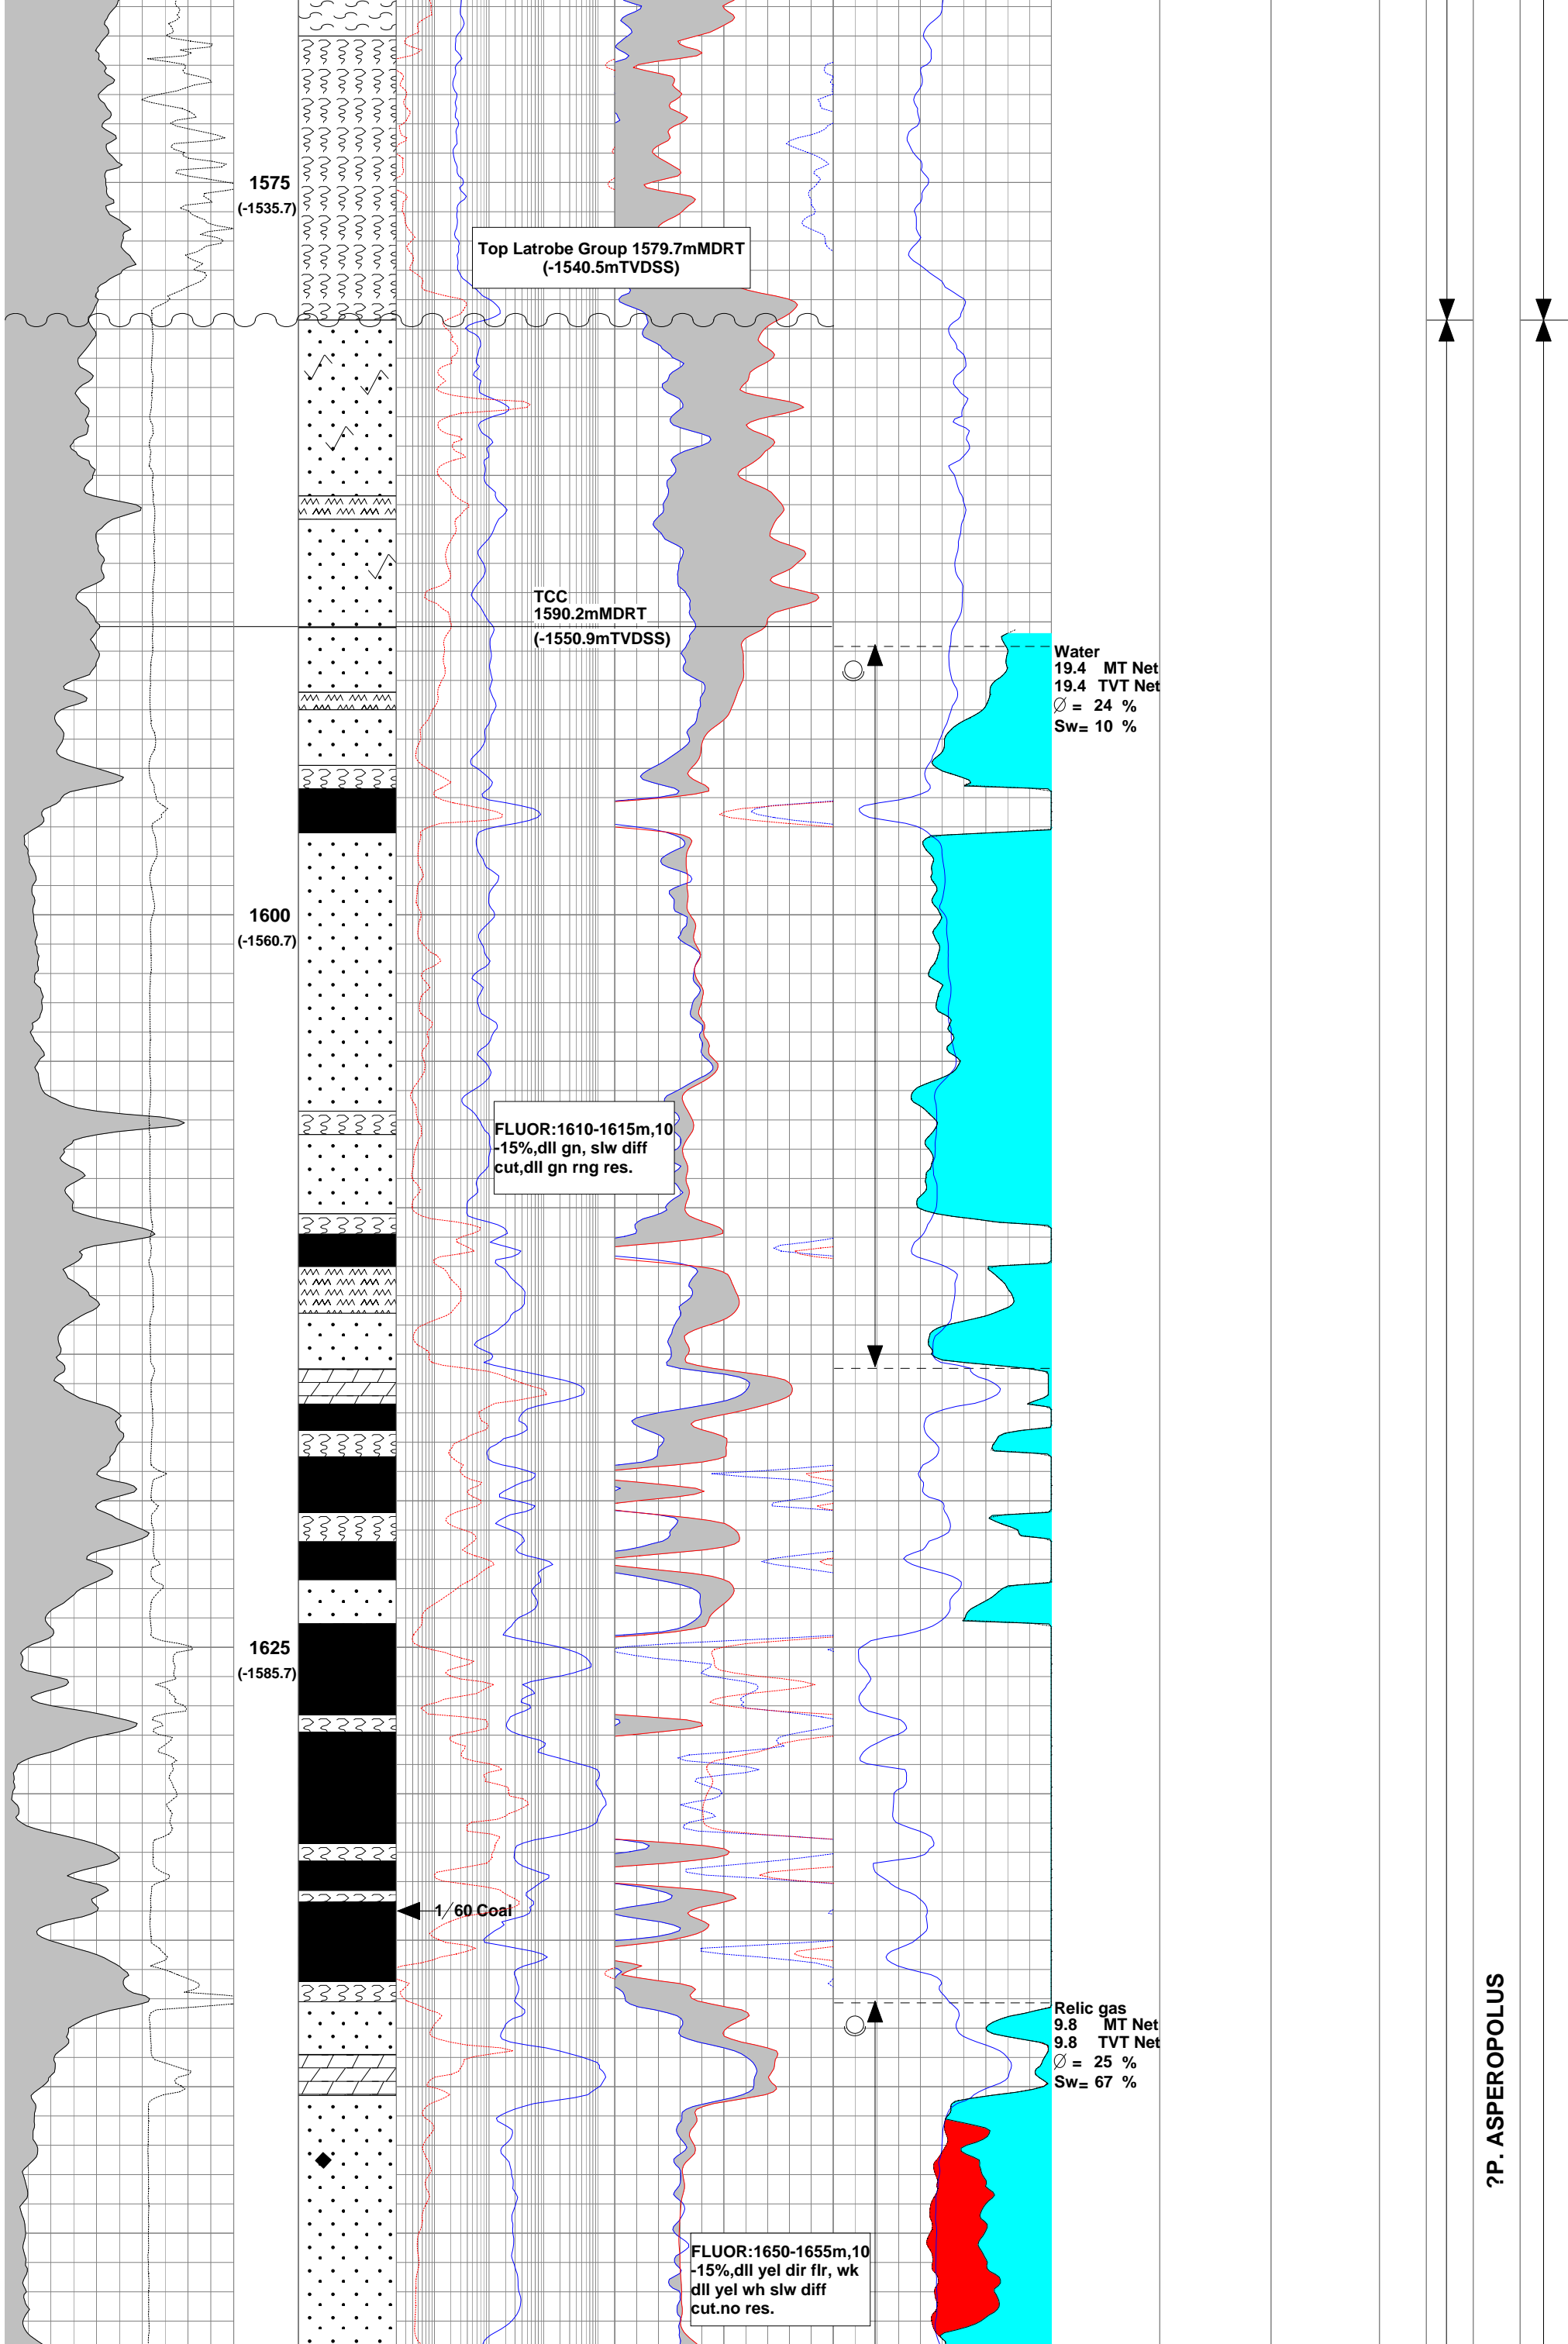 1575
(-1535.7)
Top Latrobe Group 1579.7mMDRT
(-1540.5mTVDSS)
TCC
1590.2mMDRT
(-1550.9mTVDSS)
Water
19.4 MT Net
19.4 TVT Net
Ø = 24 %
Sw= 10 %
1600
(-1560.7)
FLUOR:1610-1615m,10
-15%,dll gn, slw diff
cut,dll gn rng res.
1625
(-1585.7)
1/60 Coal
Relic gas
9.8 MT Net
9.8 TVT Net
Ø = 25 %
Sw= 67 %
?P. ASPEROPOLUS
FLUOR:1650-1655m,10
-15%,dll yel dir flr, wk
dll yel wh slw diff
cut.no res.